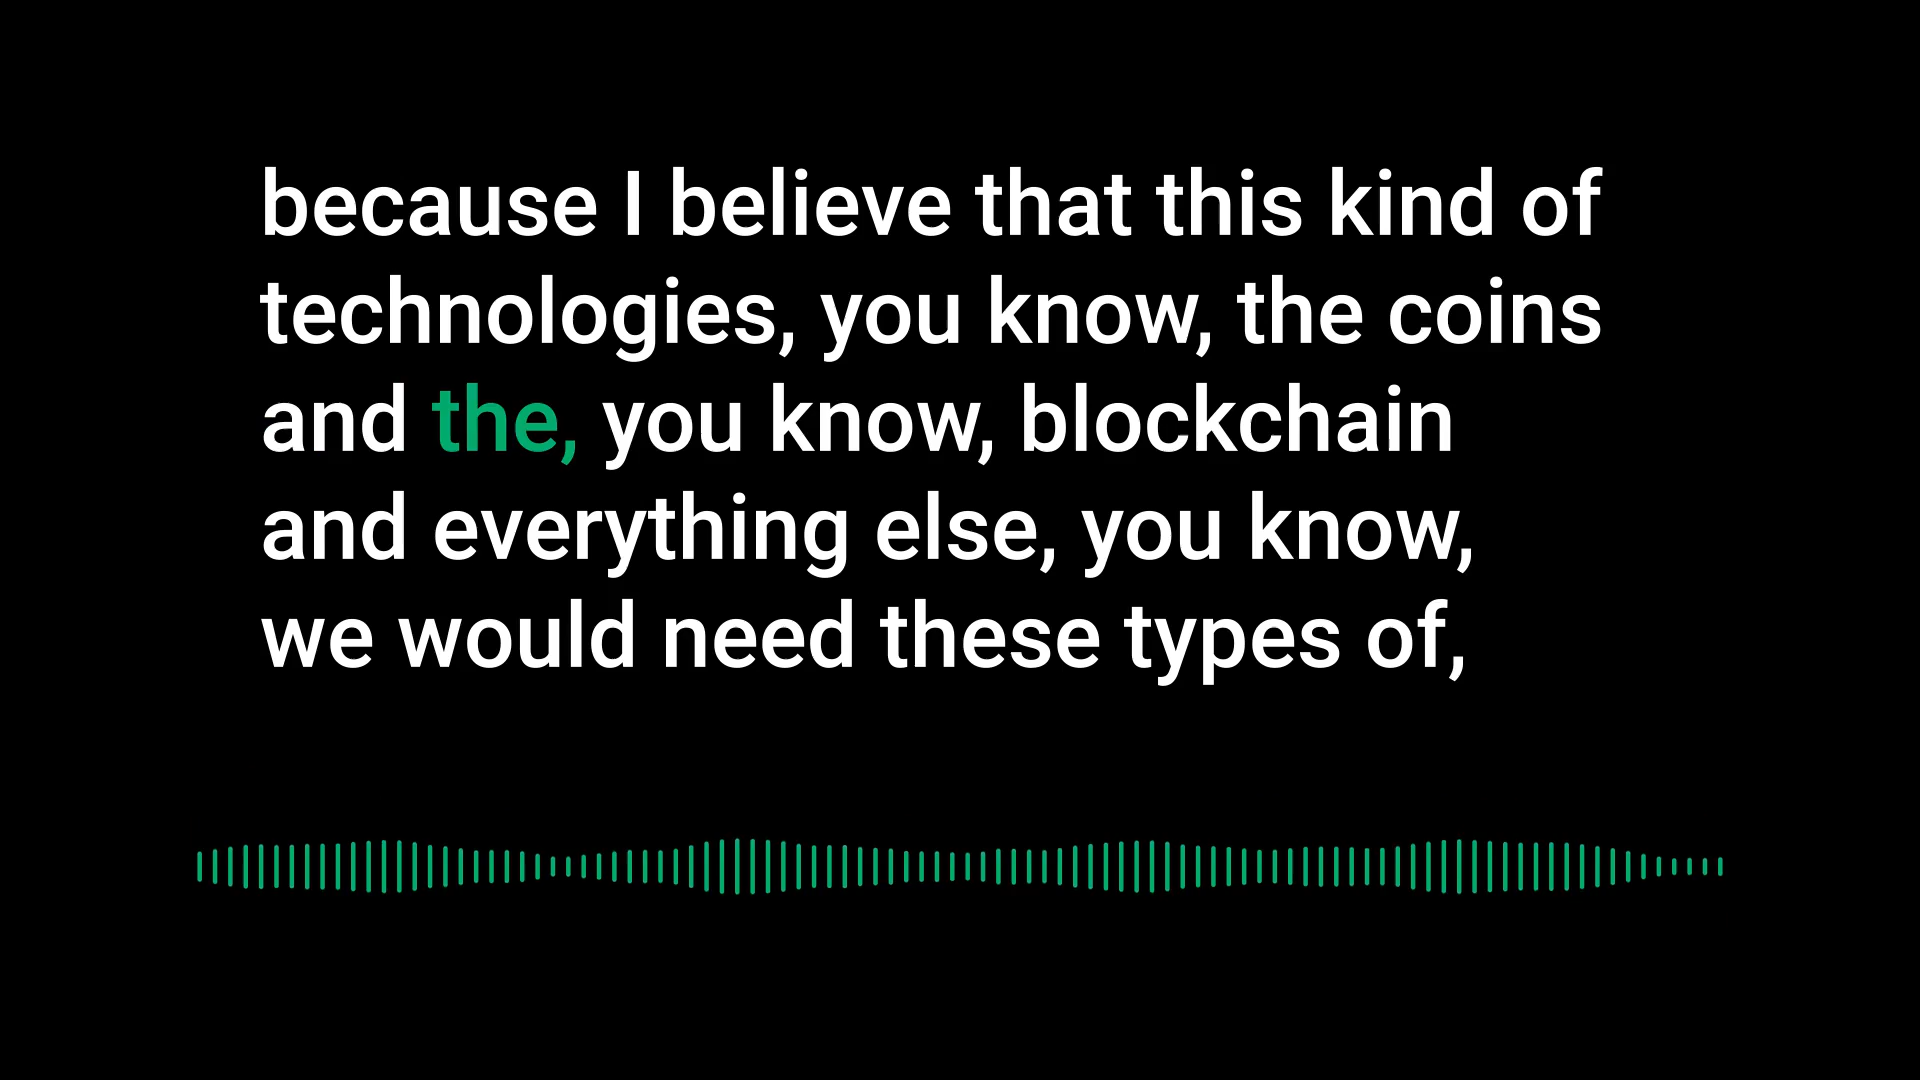 because I believe that this kind of
technologies, you know, the coins
and the, you know, blockchain
and everything else, you know,
we would need these types of,